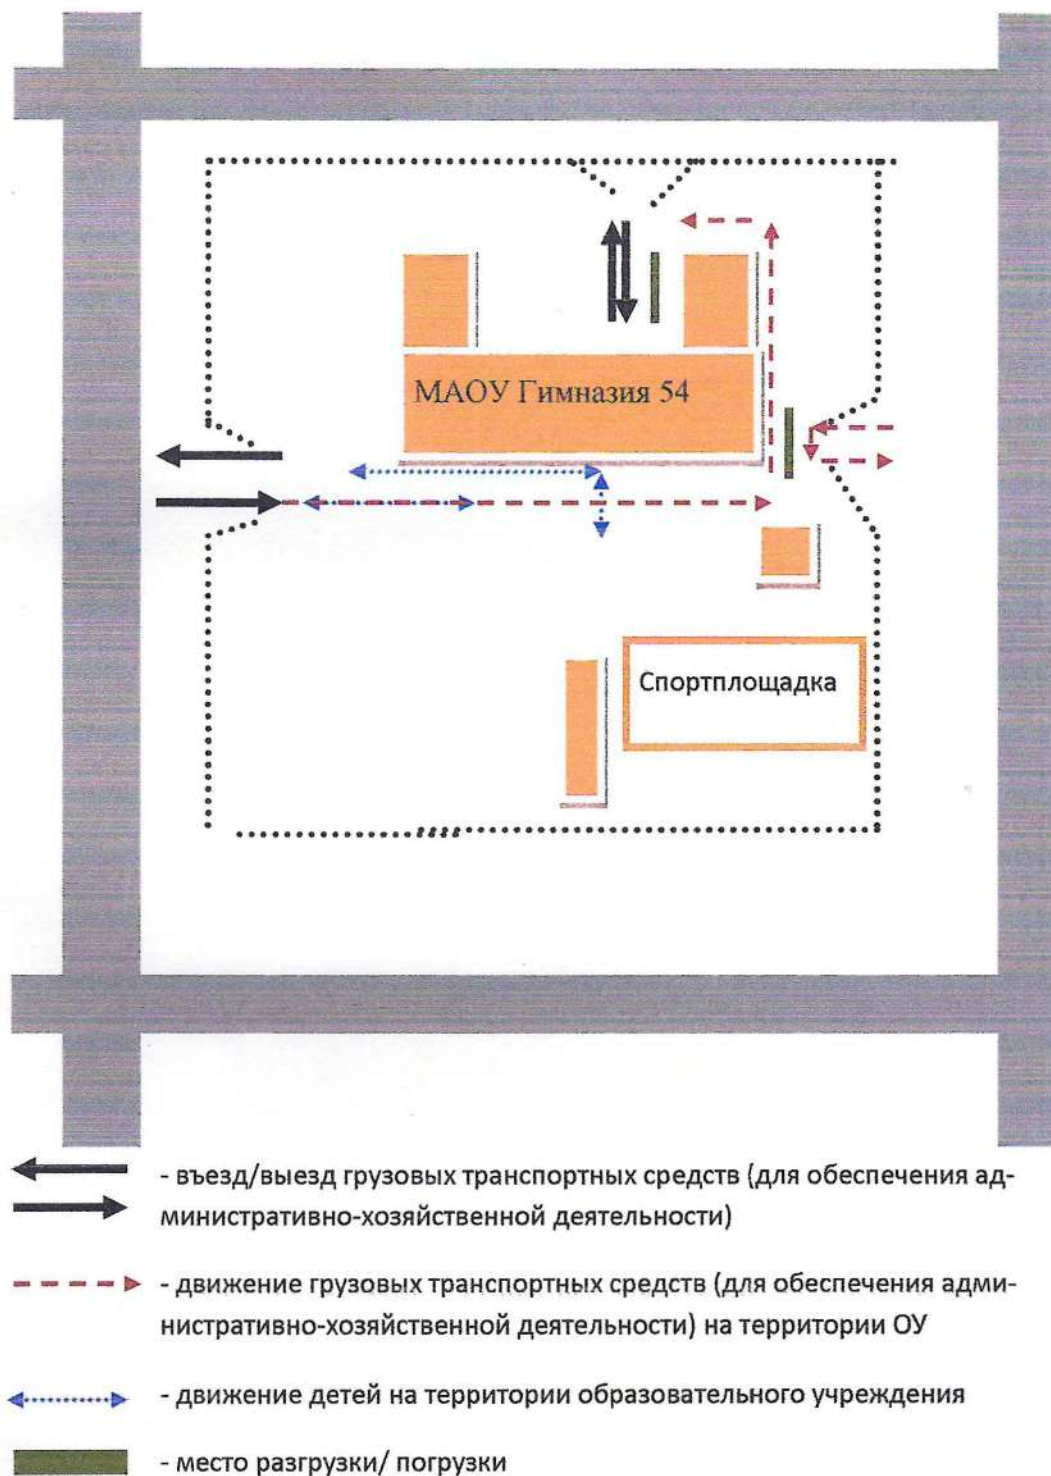 МАОУ Гимназия 54
Спортплощадка
- въезд/выезд грузовых транспортных средств (для обеспечения ад-
министративно-хозяйственной деятельности)
- движение грузовых транспортных средств (для обеспечения адми-
нистративно-хозяйственной деятельности) на территории ОУ
- движение детей на территории образовательного учреждения
- место разгрузки/ погрузки